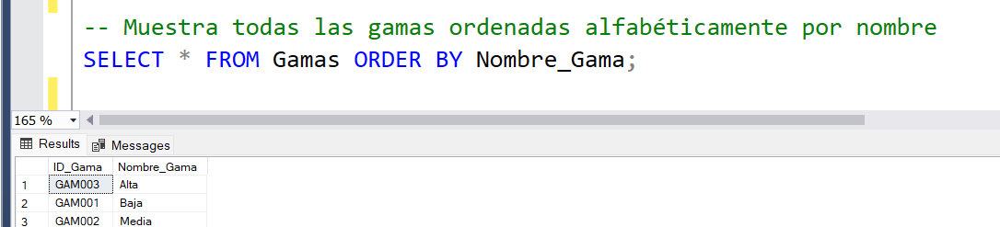 -- Muestra todas las gamas ordenadas alfabéticamente por nombre
SELECT * FROM Gamas ORDER BY Nombre_Gama;
165 %
Results Messages
ID_Gama Nombre_Gama
1 GAM003 Alta
2 GAM001 Baja
3 GAM002 Media